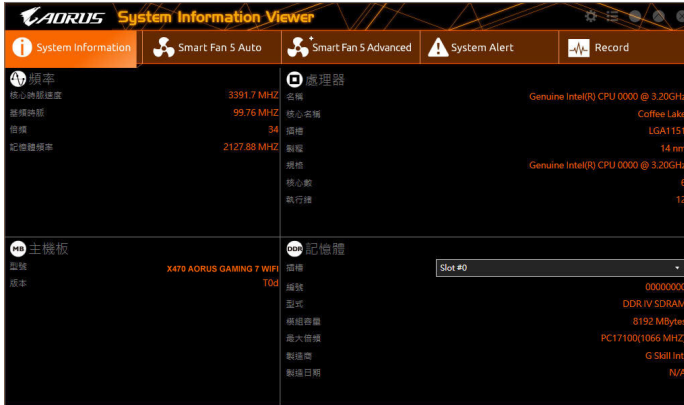 AORUS System Information Viewer
System Information
Smart Fan 5 Auto
Smart Fan 5 Advanced
System Alert
Record
頻率
核心時脈速度 3391.7 MHZ
基頻時脈 99.76 MHZ
倍頻 34
記憶體頻率 2127.88 MHZ
處理器
名稱 Genuine Intel(R) CPU 0000 @ 3.20GHz
核心名稱 Coffee Lake
插槽 LGA1151
製程 14 nm
規格 Genuine Intel(R) CPU 0000 @ 3.20GHz
核心數 6
執行緒 12
MB 主機板
型號 X470 AORUS GAMING 7 WIFI
版本 T0d
DDR 記憶體
插槽 Slot #0
編號 00000000
型式 DDR IV SDRAM
模組容量 8192 MBytes
最大倍頻 PC17100(1066 MHZ)
製造商 G Skill Intl
製造日期 N/A